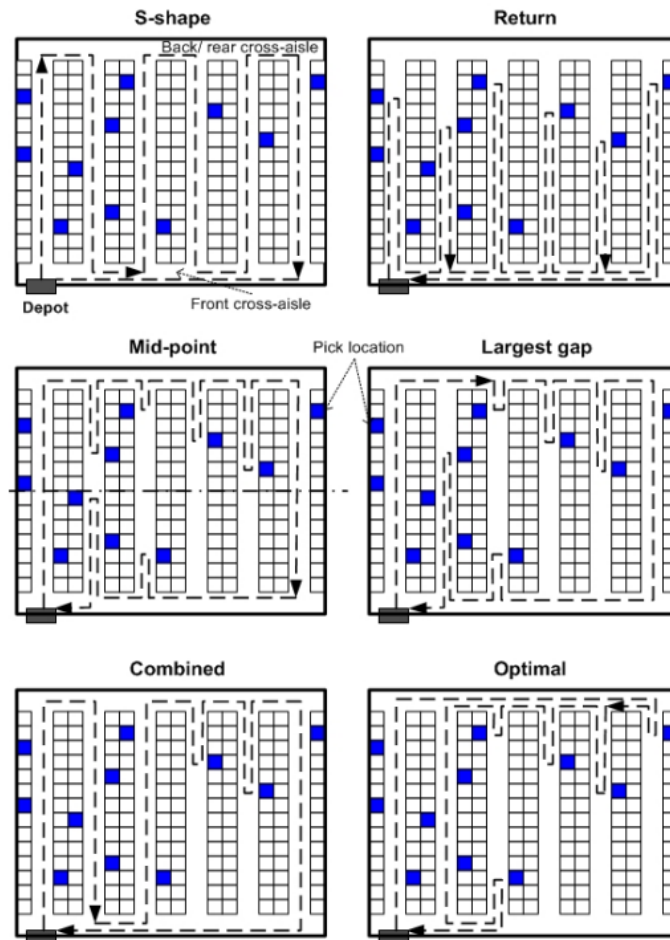 S-shape
Return
Back/ rear cross-aisle
Depot
Front cross-aisle
Mid-point
Pick location
Largest gap
Combined
Optimal